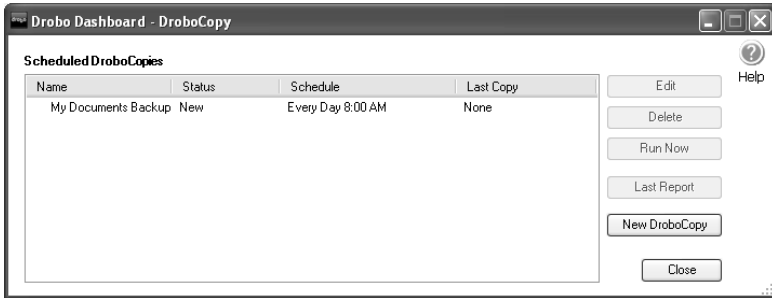 Drobo Dashboard - DroboCopy
Scheduled DroboCopies
Help
Name Status Schedule Last Copy
My Documents Backup New Every Day 8:00 AM None
Edit
Delete
Run Now
Last Report
New DroboCopy
Close